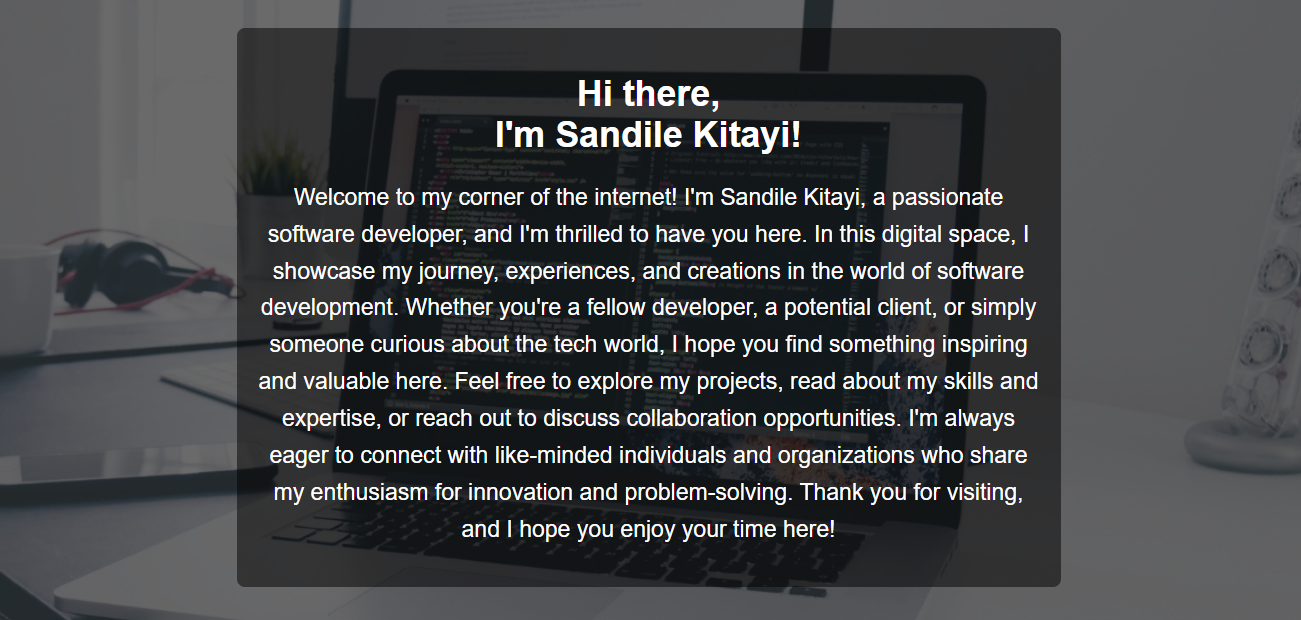 Hi there,
I'm Sandile Kitayi!
Welcome to my corner of the internet! I'm Sandile Kitayi, a passionate
software developer, and I'm thrilled to have you here. In this digital space, I
showcase my journey, experiences, and creations in the world of software
development. Whether you're a fellow developer, a potential client, or simply
someone curious about the tech world, I hope you find something inspiring
and valuable here. Feel free to explore my projects, read about my skills and
expertise, or reach out to discuss collaboration opportunities. I'm always
eager to connect with like-minded individuals and organizations who share
my enthusiasm for innovation and problem-solving. Thank you for visiting,
and I hope you enjoy your time here!